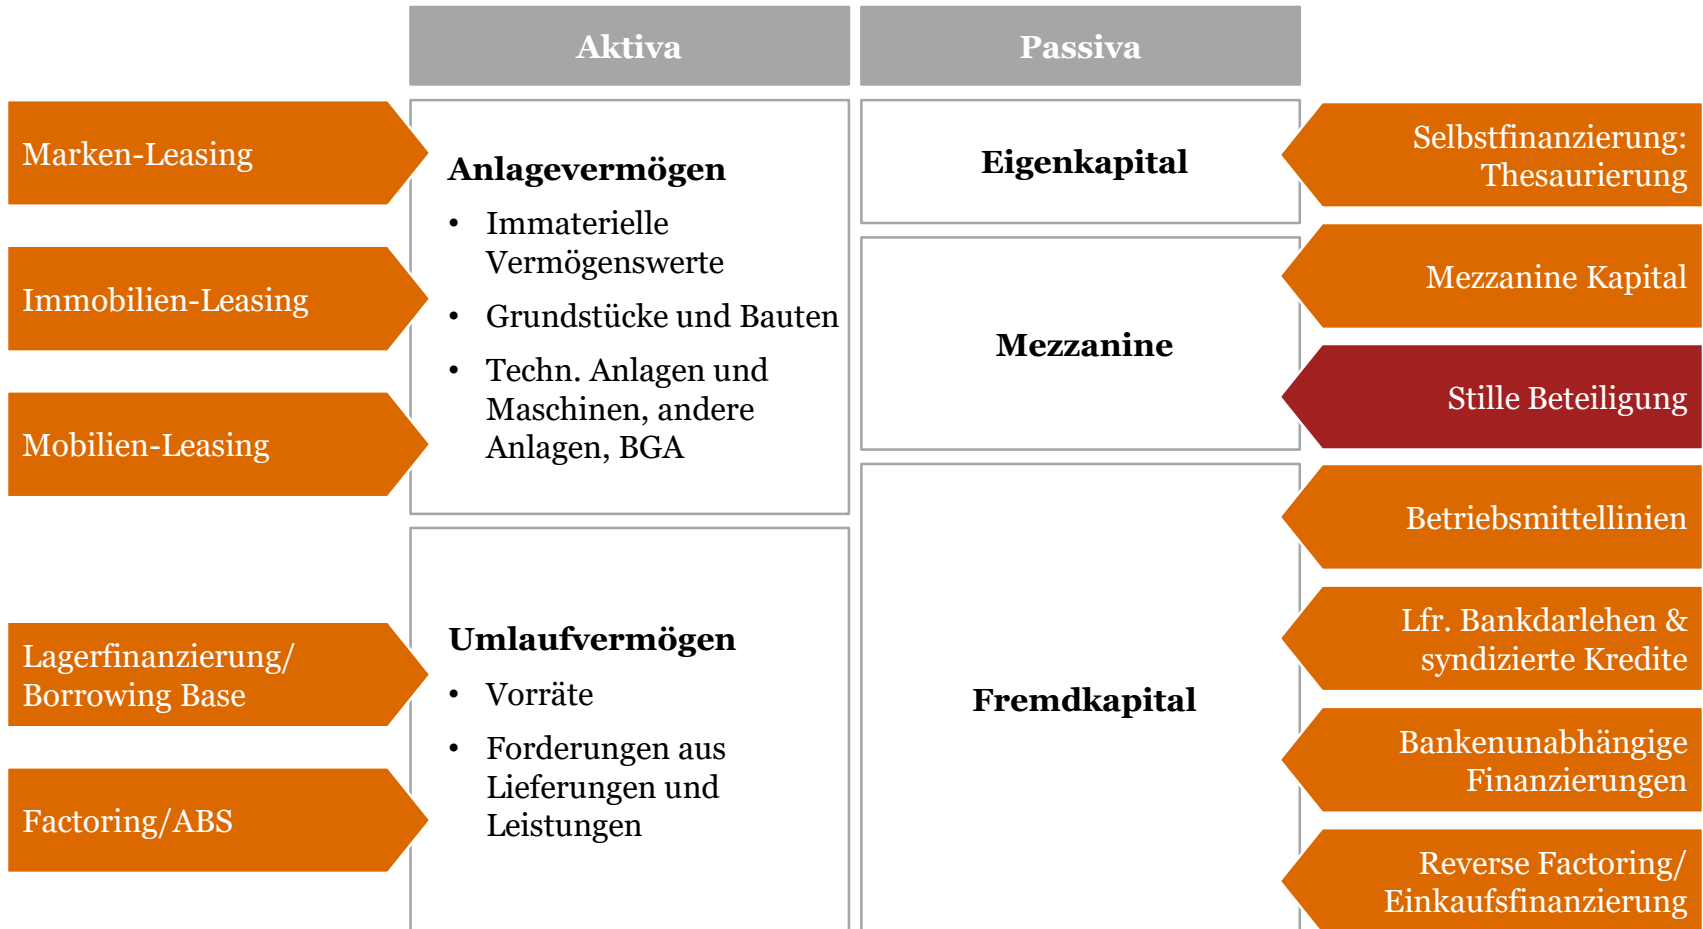 Aktiva
Passiva
Marken-Leasing
Immobilien-Leasing
Mobilien-Leasing
Lagerfinanzierung/
Borrowing Base
Factoring/ABS
Anlagevermögen
• Immaterielle
Vermögenswerte
• Grundstücke und Bauten
• Techn. Anlagen und
Maschinen, andere
Anlagen, BGA
Umlaufvermögen
• Vorräte
• Forderungen aus
Lieferungen und
Leistungen
Eigenkapital
Mezzanine
Fremdkapital
Selbstfinanzierung:
Thesaurierung
Mezzanine Kapital
Stille Beteiligung
Betriebsmittellinien
Lfr. Bankdarlehen &
syndizierte Kredite
Bankenunabhängige
Finanzierungen
Reverse Factoring/
Einkaufsfinanzierung